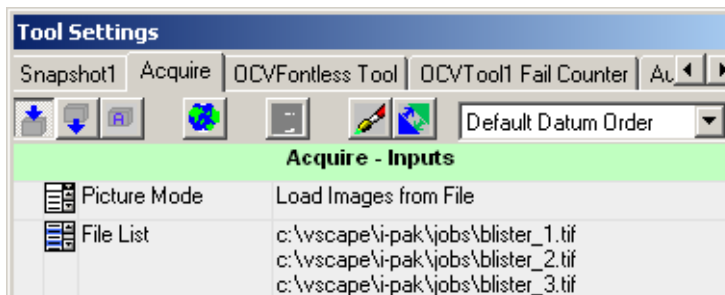 Tool Settings
Snapshot1 Acquire OCVFontless Tool OCVTool1 Fail Counter
A Default Datum Order
Acquire - Inputs
Picture Mode Load Images from File
File List c:\vscape\i-pak\jobs\blister_1.tif
c:\vscape\i-pak\jobs\blister_2.tif
c:\vscape\i-pak\jobs\blister_3.tif